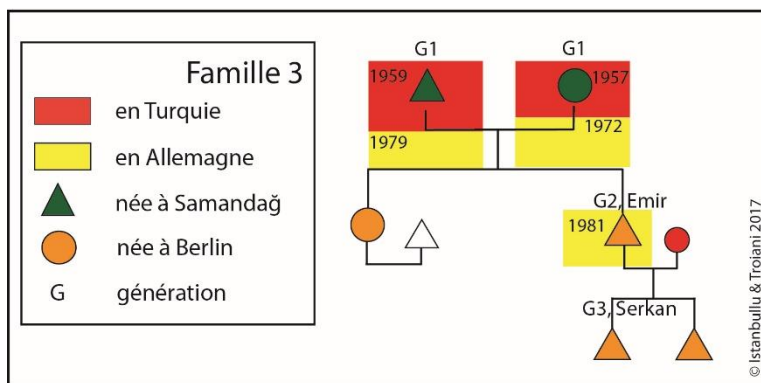 Famille 3
en Turquie
en Allemagne
née à Samandağ
née à Berlin
G génération
G1
G1
1959
1957
1979
1972
G2, Emir
1981
G3, Serkan
© Istanbullu & Troiani 2017